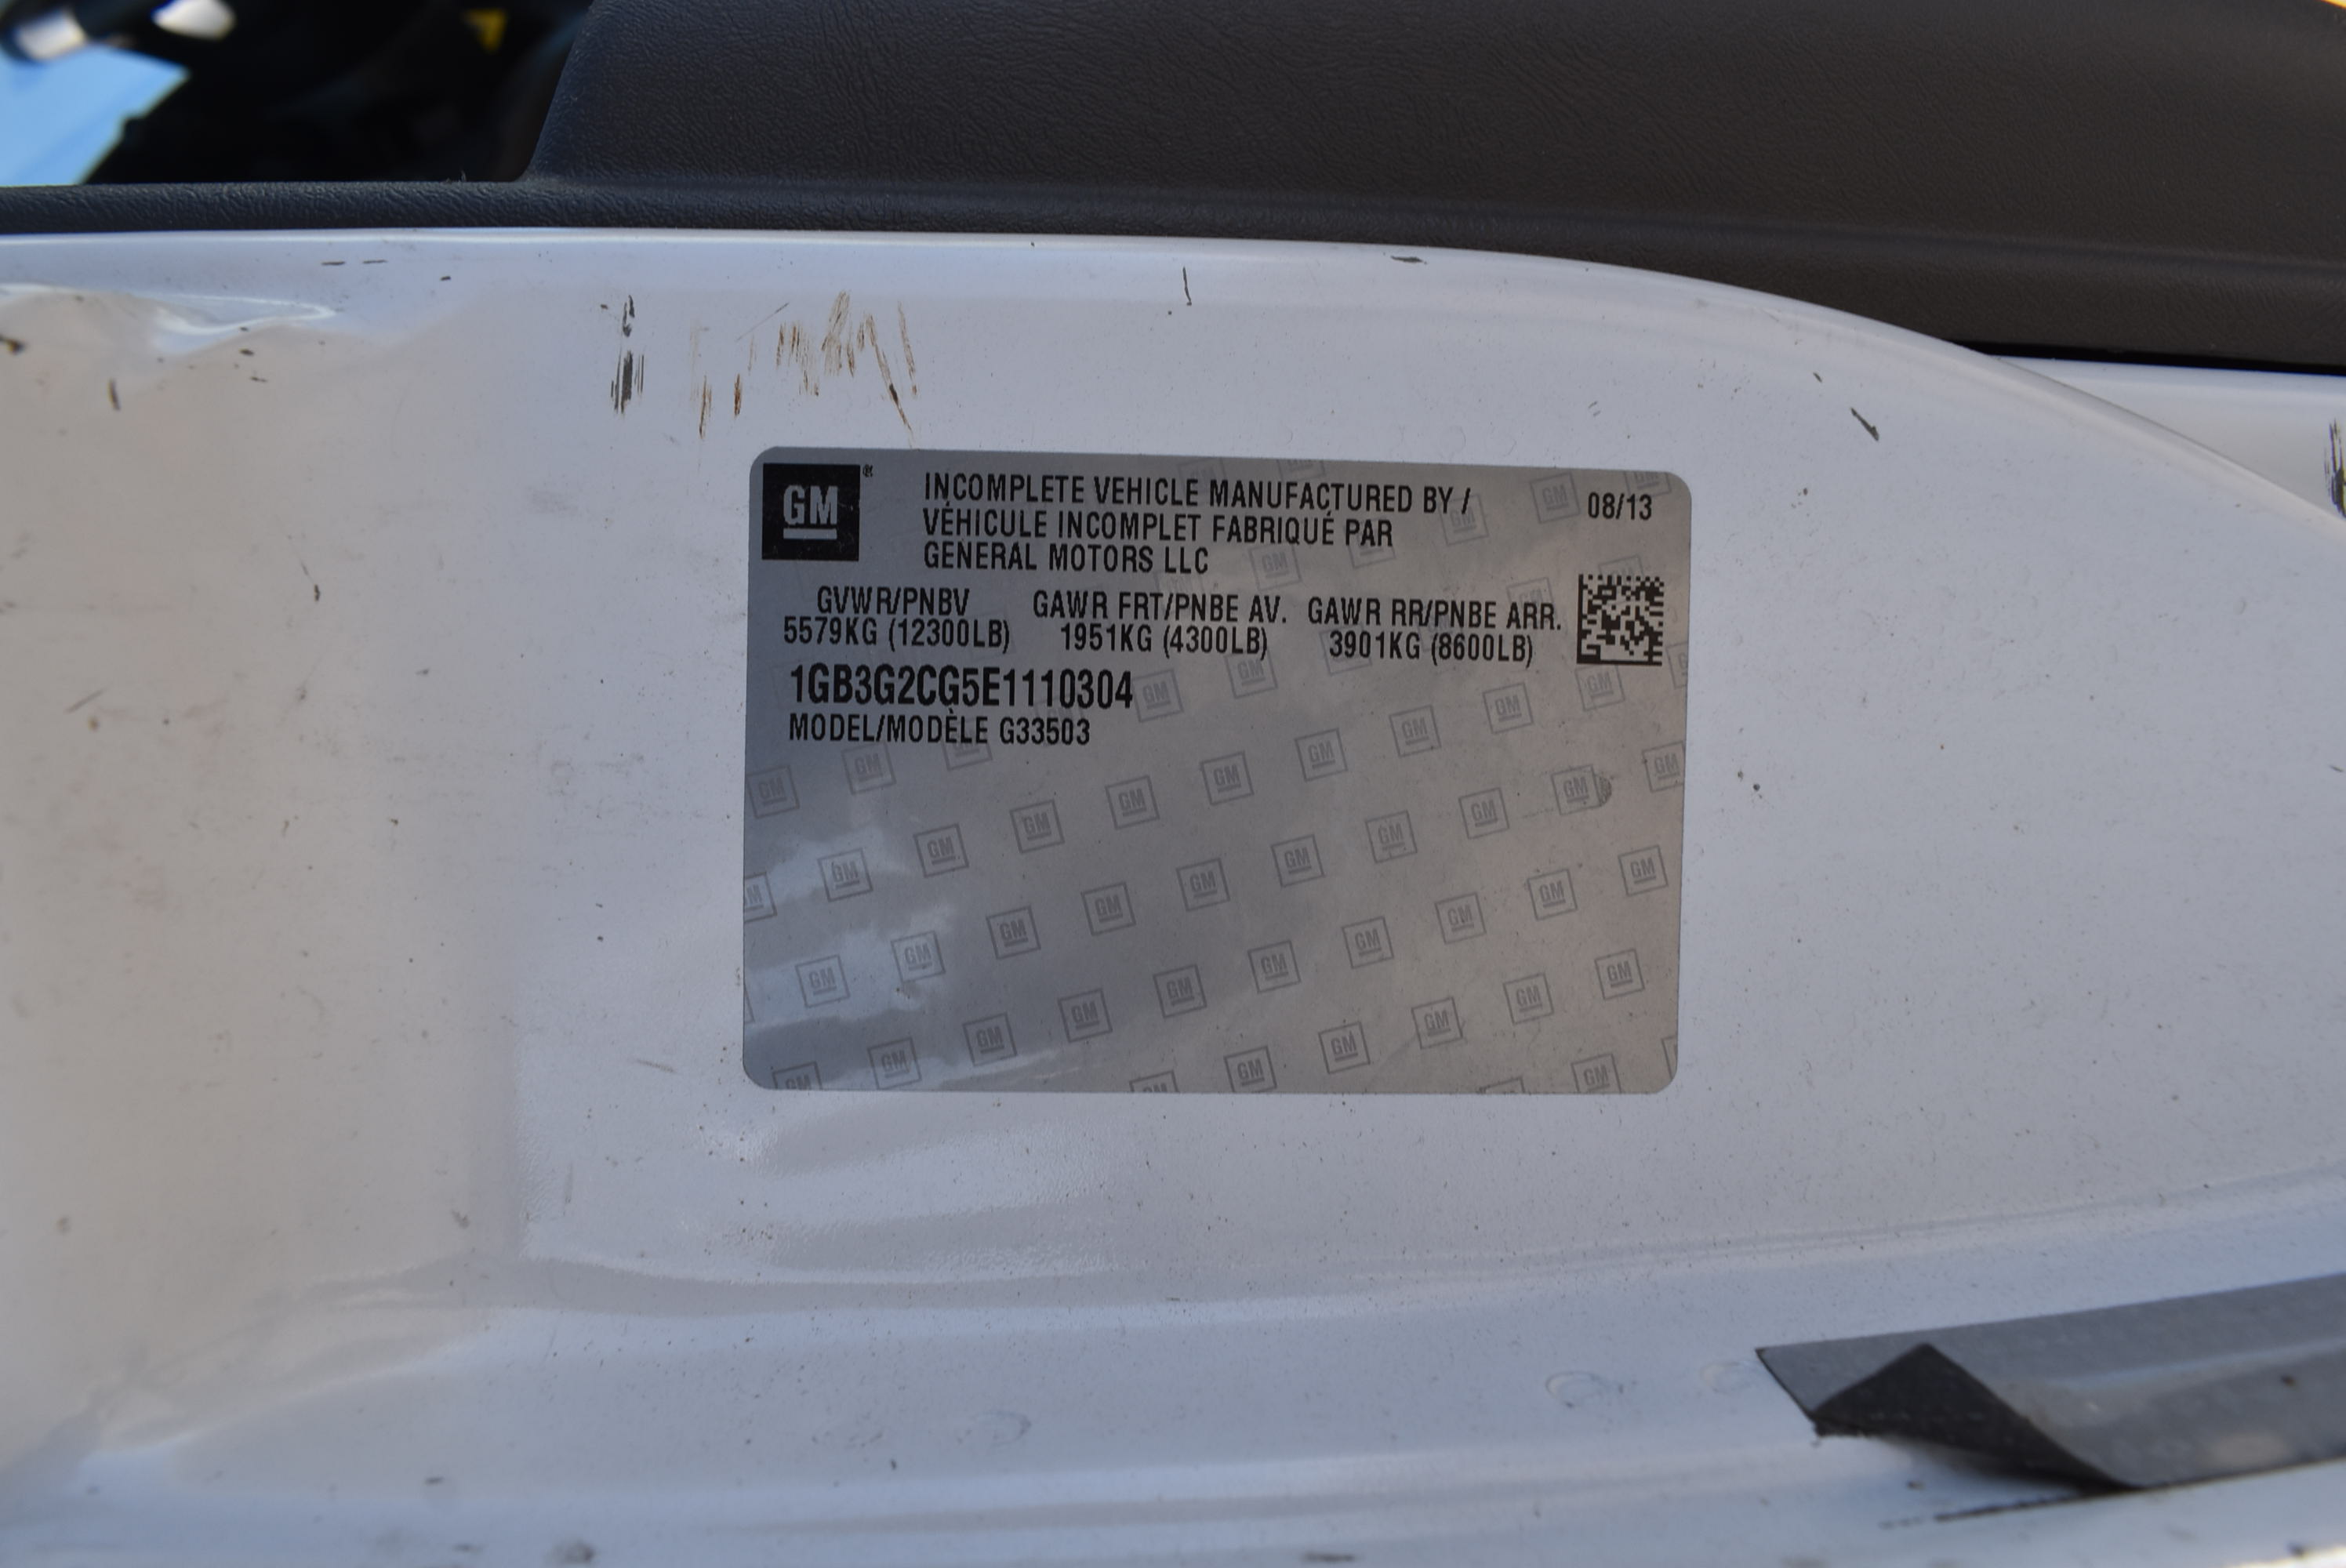 GM®
INCOMPLETE VEHICLE MANUFACTURED BY /
VÉHICULE INCOMPLET FABRIQUÉ PAR
GENERAL MOTORS LLC
08/13
GVWR/PNBV GAWR FRT/PNBE AV. GAWR RR/PNBE ARR.
5579KG (12300LB) 1951KG (4300LB) 3901KG (8600LB)
1GB3G2CG5E1110304
MODEL/MODÈLE G33503